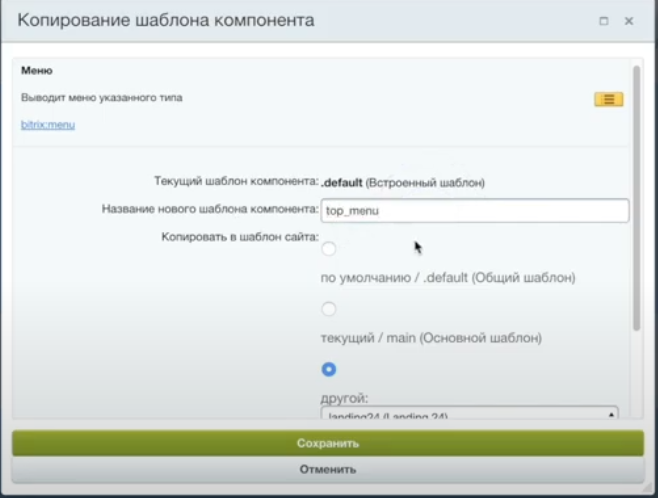 Копирование шаблона компонента
Меню
Выводит меню указанного типа
bitrix:menu
Текущий шаблон компонента: .default (Встроенный шаблон)
Название нового шаблона компонента: top_menu
Копировать в шаблон сайта:
по умолчанию / .default (Общий шаблон)
текущий / main (Основной шаблон)
другой:
landing24 (Landing 24)
Сохранить
Отменить